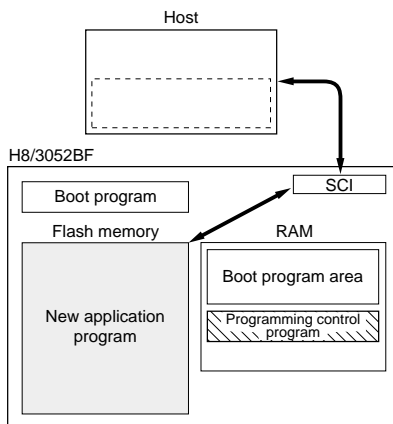 Host
H8/3052BF
SCI
Boot program
Flash memory
RAM
Boot program area
New application
program
Programming control
program